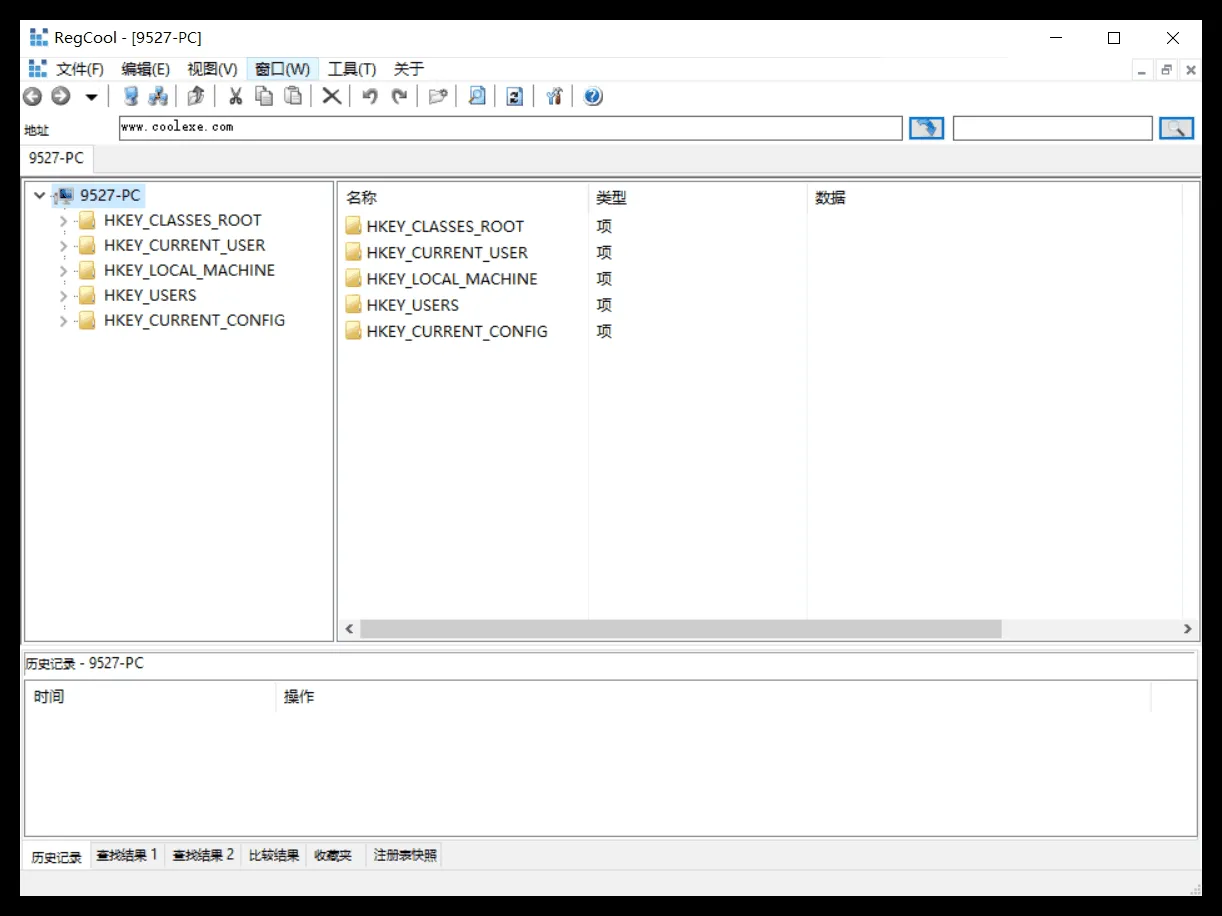 RegCool - [9527-PC]
文件(F) 编辑(E) 视图(V) 窗口(W) 工具(T) 关于
地址 www.coolexe.com
9527-PC
9527-PC
HKEY_CLASSES_ROOT
HKEY_CURRENT_USER
HKEY_LOCAL_MACHINE
HKEY_USERS
HKEY_CURRENT_CONFIG
名称 类型 数据
HKEY_CLASSES_ROOT 项
HKEY_CURRENT_USER 项
HKEY_LOCAL_MACHINE 项
HKEY_USERS 项
HKEY_CURRENT_CONFIG 项
历史记录 - 9527-PC
时间 操作
历史记录 查找结果 1 查找结果 2 比较结果 收藏夹 注册表快照